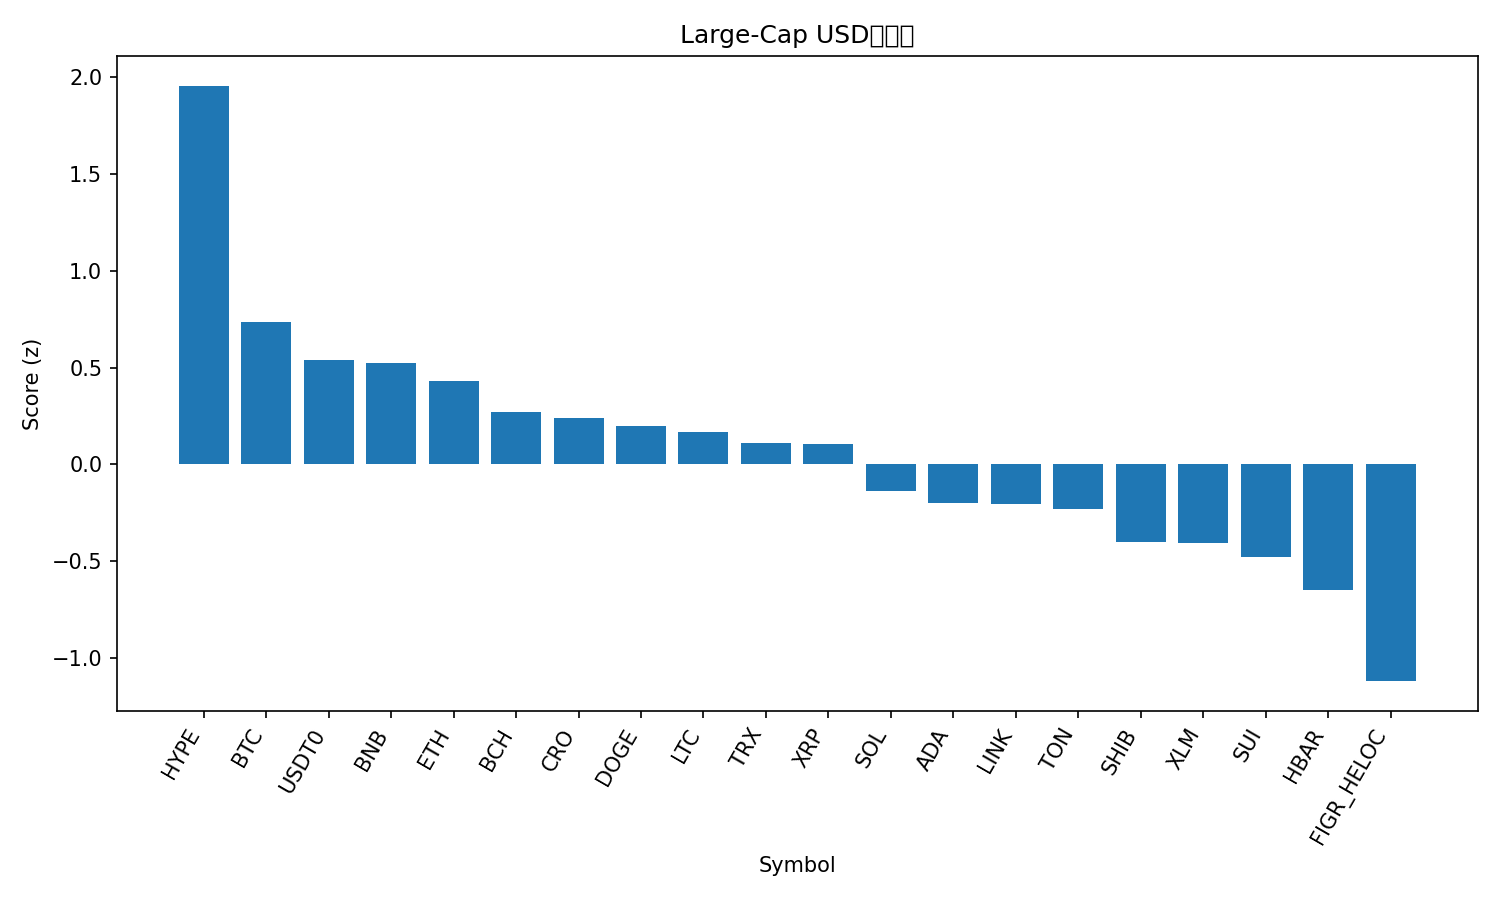 Large-Cap USD
Score (z)
2.0
1.5
1.0
0.5
0.0
−0.5
−1.0
HYPE
BTC
USDT0
BNB
ETH
BCH
CRO
DOGE
LTC
TRX
XRP
SOL
ADA
LINK
TON
SHIB
XLM
SUI
HBAR
FIGR_HELOC
Symbol